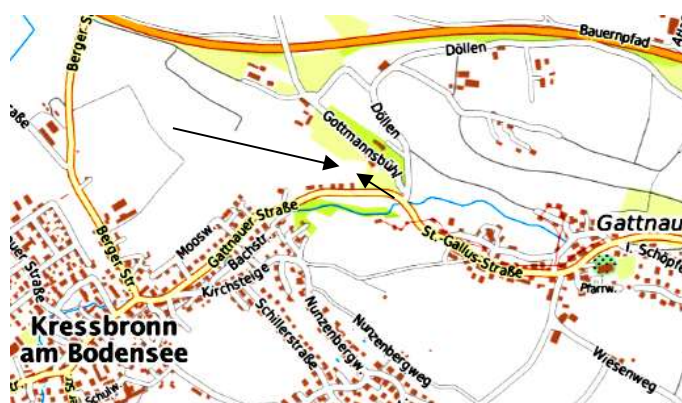 Berger-Str.
Bauernpfad
Döllen
Gottmannsbühl
Döllen
Gattnauer-Straße
Moosw.
Bachstr.
Kirchsteige
Berger-Str.
St.-Gallus-Straße
Gattnau
Pfarrw.
Schillerstraße
Nunzenbergw.
Nunzenbergweg
Wiesenweg
Kressbronn
am Bodensee
Schulw.